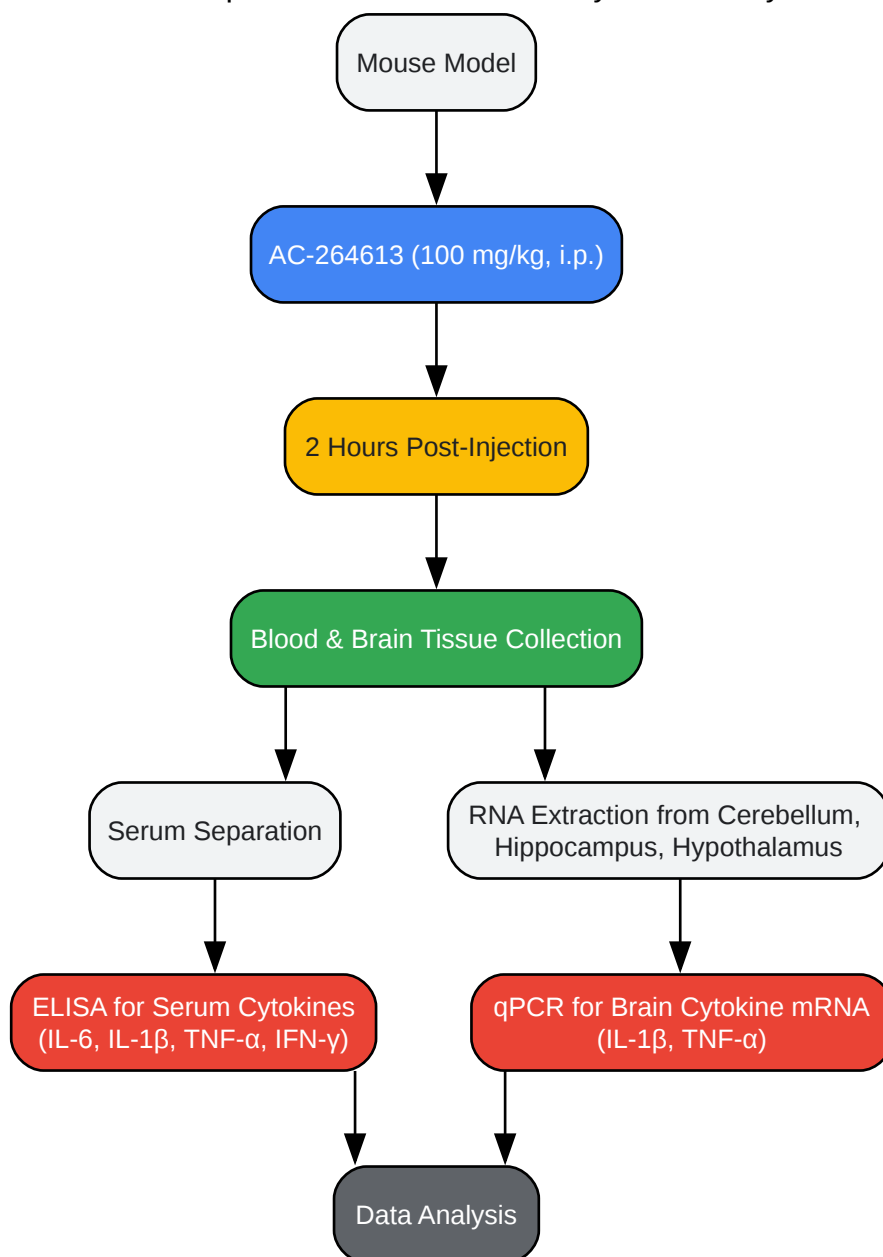 Mouse Model
AC-264613 (100 mg/kg, i.p.)
2 Hours Post-Injection
Blood & Brain Tissue Collection
Serum Separation
RNA Extraction from Cerebellum,
Hippocampus, Hypothalamus
ELISA for Serum Cytokines
(IL-6, IL-1β, TNF-α, IFN-γ)
qPCR for Brain Cytokine mRNA
(IL-1β, TNF-α)
Data Analysis